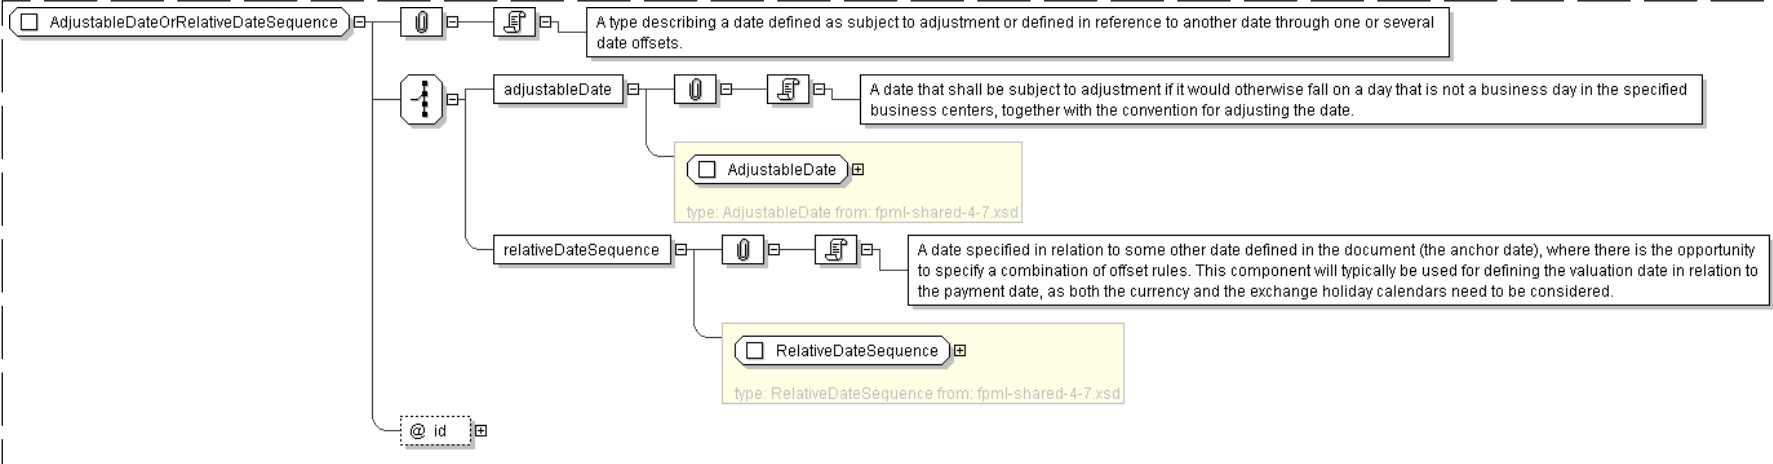 AdjustableDateOrRelativeDateSequence
A type describing a date defined as subject to adjustment or defined in reference to another date through one or several
date offsets.
adjustableDate
A date that shall be subject to adjustment if it would otherwise fall on a day that is not a business day in the specified
business centers, together with the convention for adjusting the date.
AdjustableDate
type: AdjustableDate from: fpml-shared-4-7.xsd
relativeDateSequence
A date specified in relation to some other date defined in the document (the anchor date), where there is the opportunity
to specify a combination of offset rules. This component will typically be used for defining the valuation date in relation to
the payment date, as both the currency and the exchange holiday calendars need to be considered.
RelativeDateSequence
type: RelativeDateSequence from: fpml-shared-4-7.xsd
@ id